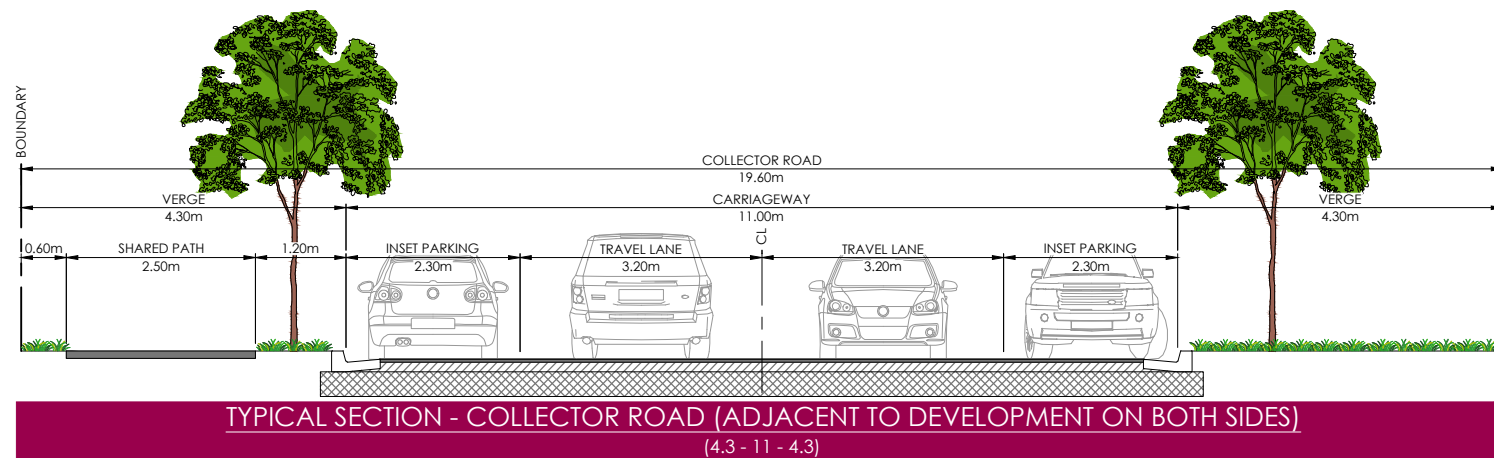 BOUNDARY
COLLECTOR ROAD
19.60m
VERGE
4.30m
CARRIAGEWAY
11.00m
VERGE
4.30m
0.60m
SHARED PATH
2.50m
1.20m
INSET PARKING
2.30m
TRAVEL LANE
3.20m
CL
TRAVEL LANE
3.20m
INSET PARKING
2.30m
TYPICAL SECTION - COLLECTOR ROAD (ADJACENT TO DEVELOPMENT ON BOTH SIDES)
(4.3 - 11 - 4.3)